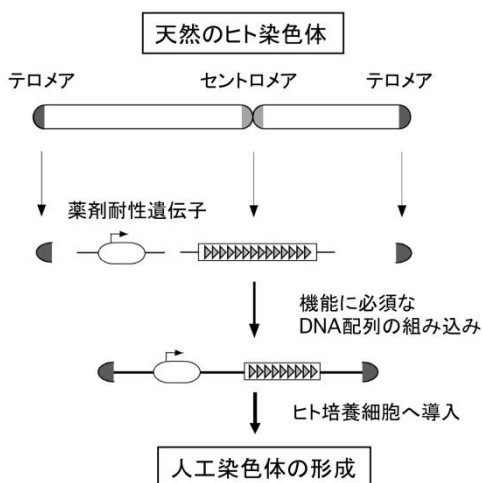 天然のヒト染色体
テロメア
セントロメア
テロメア
薬剤耐性遺伝子
機能に必須な
DNA配列の組み込み
ヒト培養細胞へ導入
人工染色体の形成